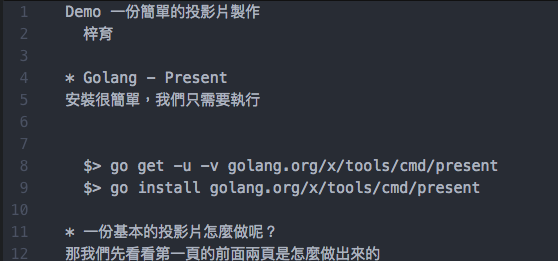 1 Demo 一份簡單的投影片製作
2 梓育
3
4 * Golang - Present
5 安裝很簡單，我們只需要執行
6
7
8 $> go get -u -v golang.org/x/tools/cmd/present
9 $> go install golang.org/x/tools/cmd/present
10
11 * 一份基本的投影片怎麼做呢？
12 那我們先看看第一頁的前面兩頁是怎麼做出來的